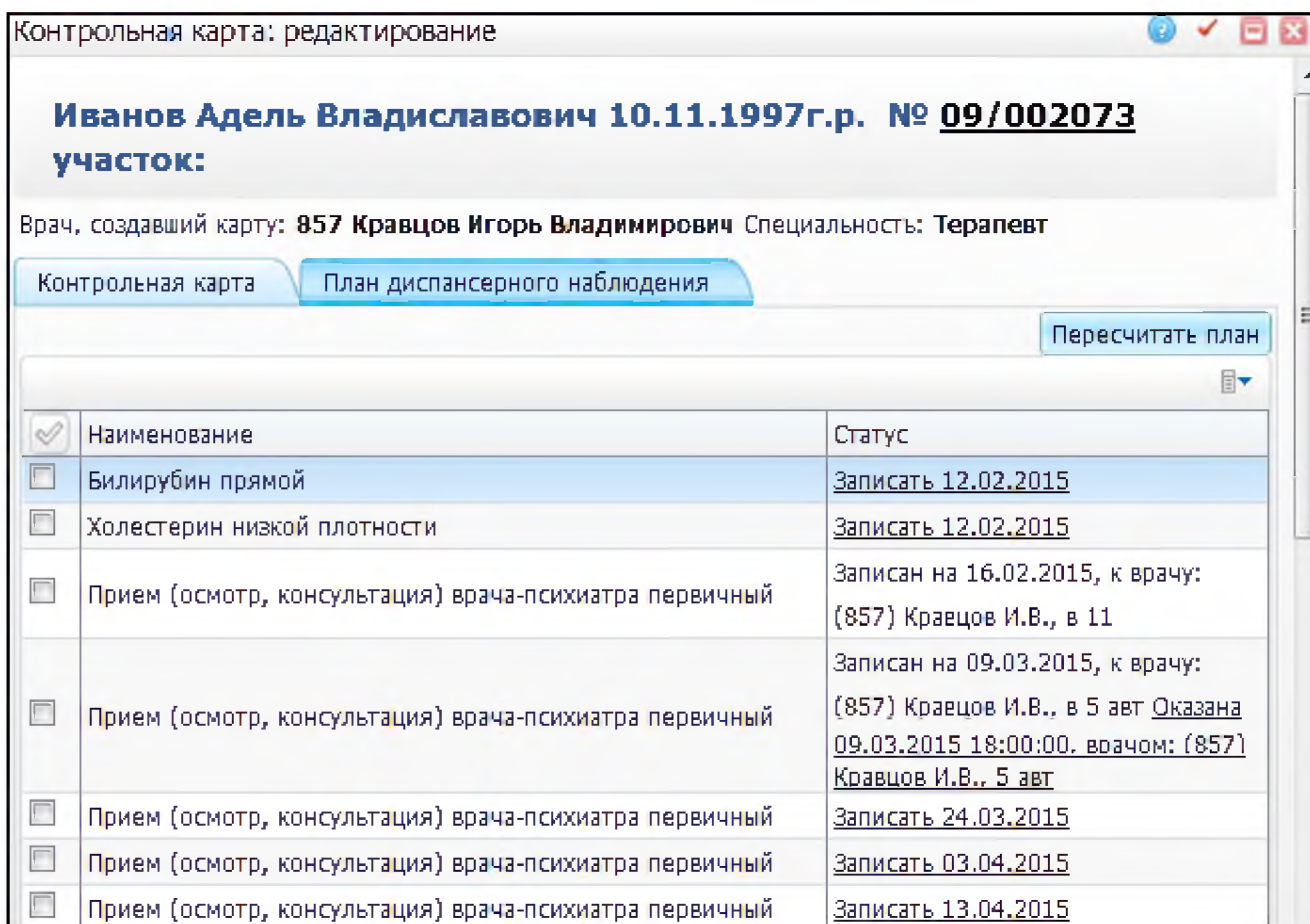 Контрольная карта: редактирование
Иванов Адель Владиславович 10.11.1997г.р. № 09/002073
участок:
Врач, создавший карту: 857 Кравцов Игорь Владимирович Специальность: Терапевт
Контрольная карта План диспансерного наблюдения
Пересчитать план
Наименование Статус
Билирубин прямой Записать 12.02.2015
Холестерин низкой плотности Записать 12.02.2015
Прием (осмотр, консультация) врача-психиатра первичный
Записан на 16.02.2015, к врачу:
(857) Кравцов И.В., в 11
Прием (осмотр, консультация) врача-психиатра первичный
Записан на 09.03.2015, к врачу:
(857) Кравцов И.В., в 5 авт Оказана
09.03.2015 18:00:00, врачом: (857)
Кравцов И.В., 5 авт
Прием (осмотр, консультация) врача-психиатра первичный Записать 24.03.2015
Прием (осмотр, консультация) врача-психиатра первичный Записать 03.04.2015
Прием (осмотр, консультация) врача-психиатра первичный Записать 13.04.2015